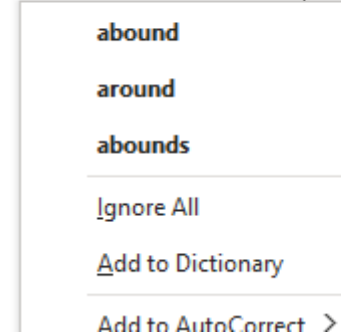 abound
around
abounds
Ignore All
Add to Dictionary
Add to AutoCorrect >